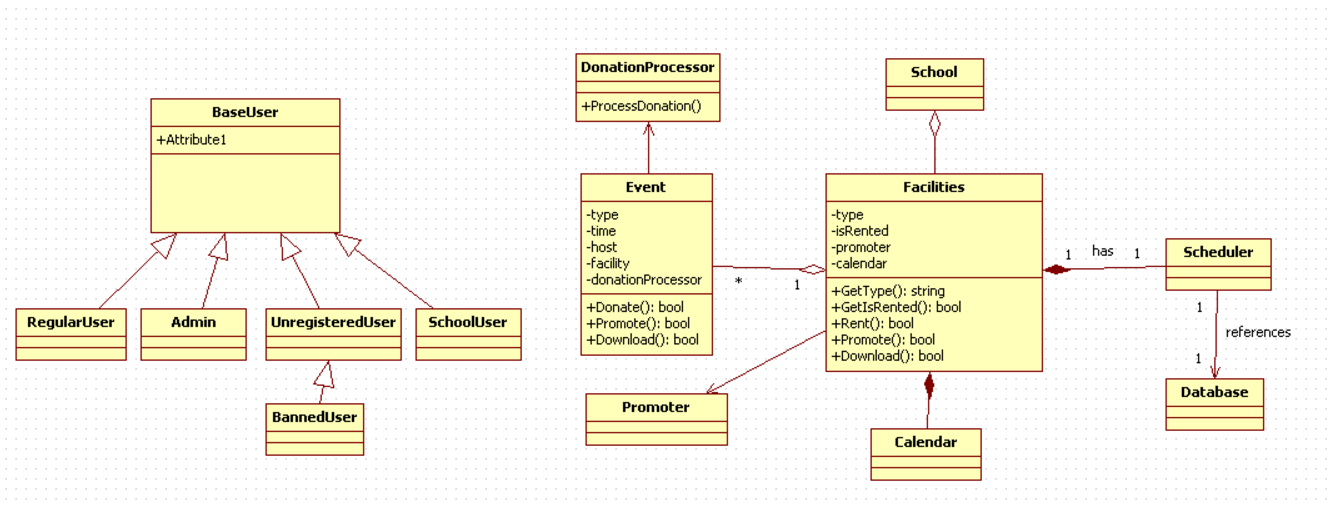 BaseUser
+Attribute1
RegularUser
Admin
UnregisteredUser
SchoolUser
BannedUser
DonationProcessor
+ProcessDonation()
School
Event
-type
-time
-host
-facility
-donationProcessor
+Donate(): bool
+Promote(): bool
+Download(): bool
*
1
Facilities
-type
-isRented
-promoter
-calendar
+GetType(): string
+GetIsRented(): bool
+Rent(): bool
+Promote(): bool
+Download(): bool
1 has 1
Scheduler
1
references
1
Database
Promoter
Calendar